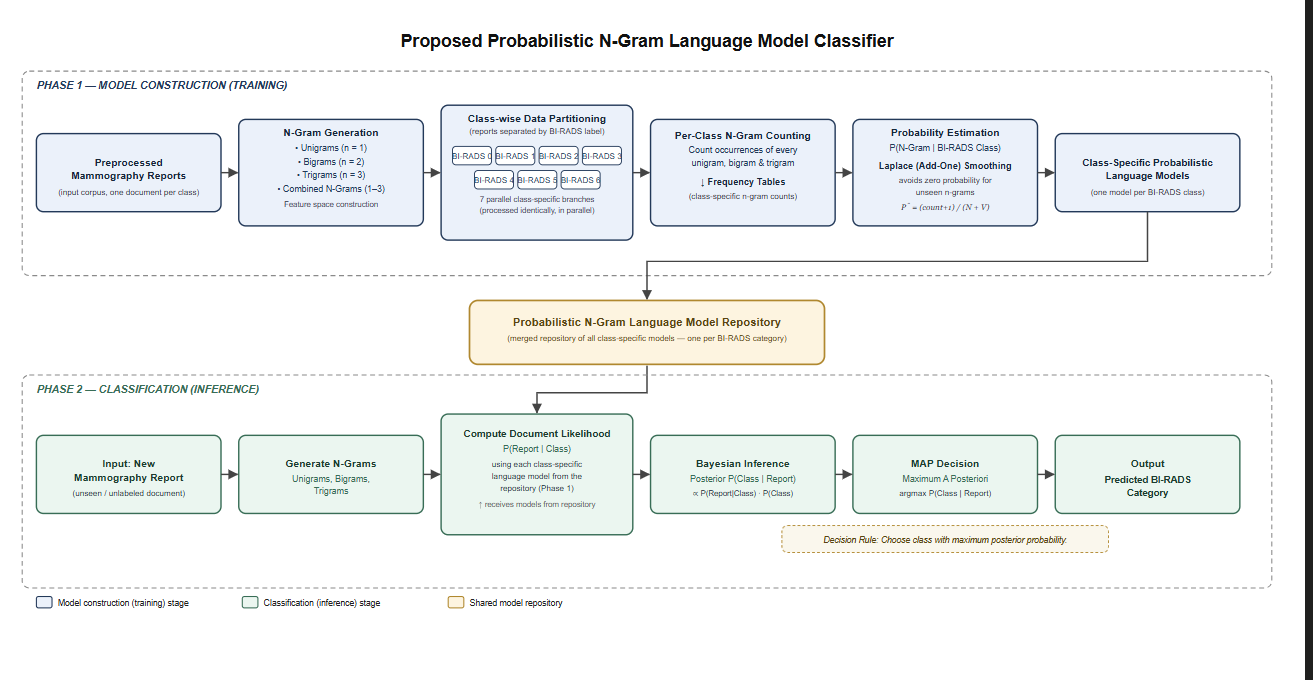 Proposed Probabilistic N-Gram Language Model Classifier
PHASE 1 — MODEL CONSTRUCTION (TRAINING)
Preprocessed
Mammography Reports
(input corpus, one document per class)
N-Gram Generation
• Unigrams (n = 1)
• Bigrams (n = 2)
• Trigrams (n = 3)
• Combined N-Grams (1–3)
Feature space construction
Class-wise Data Partitioning
(reports separated by BI-RADS label)
BI-RADS 0 BI-RADS 1 BI-RADS 2 BI-RADS 3
BI-RADS 4 BI-RADS 5 BI-RADS 6
7 parallel class-specific branches
(processed identically, in parallel)
Per-Class N-Gram Counting
Count occurrences of every
unigram, bigram & trigram
↓ Frequency Tables
(class-specific n-gram counts)
Probability Estimation
P(N-Gram | BI-RADS Class)
Laplace (Add-One) Smoothing
avoids zero probability for
unseen n-grams
P̂ = (count+1) / (N + V)
Class-Specific Probabilistic
Language Models
(one model per BI-RADS class)
Probabilistic N-Gram Language Model Repository
(merged repository of all class-specific models — one per BI-RADS category)
PHASE 2 — CLASSIFICATION (INFERENCE)
Input: New
Mammography Report
(unseen / unlabeled document)
Generate N-Grams
Unigrams, Bigrams,
Trigrams
Compute Document Likelihood
P(Report | Class)
using each class-specific
language model from the
repository (Phase 1)
↑ receives models from repository
Bayesian Inference
Posterior P(Class | Report)
∝ P(Report|Class) · P(Class)
MAP Decision
Maximum A Posteriori
argmax P(Class | Report)
Output
Predicted BI-RADS
Category
Decision Rule: Choose class with maximum posterior probability.
Model construction (training) stage
Classification (inference) stage
Shared model repository